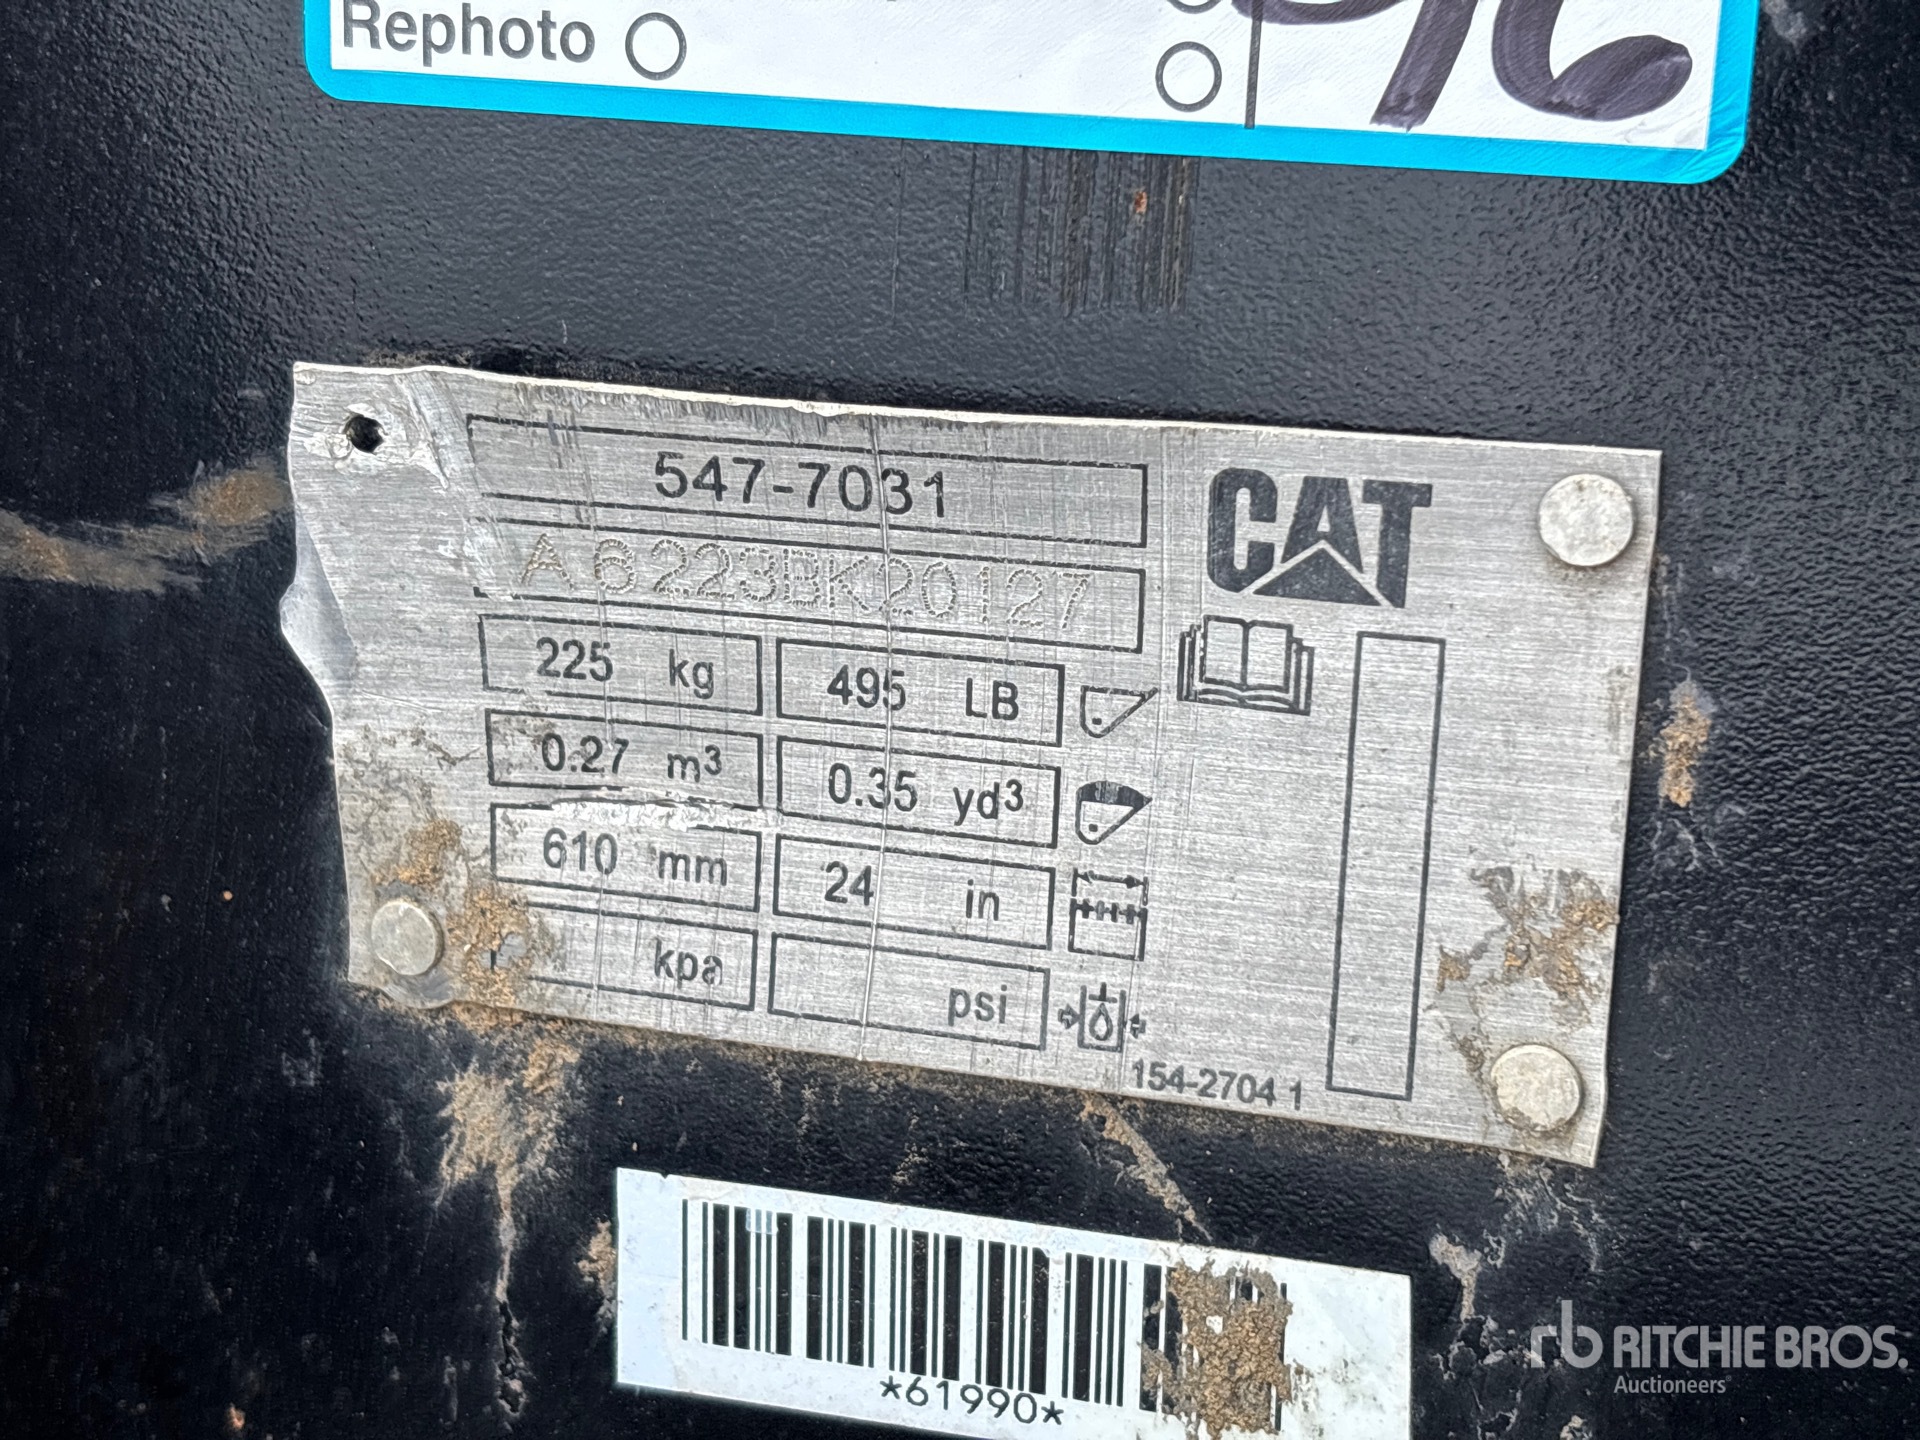 Rephoto
547-7031
CAT
A6223BK20127
225 kg 495 LB
0.27 m³ 0.35 yd³
610 mm 24 in
kpa psi
154-2704 1
*61990*
rb RITCHIE BROS.
Auctioneers